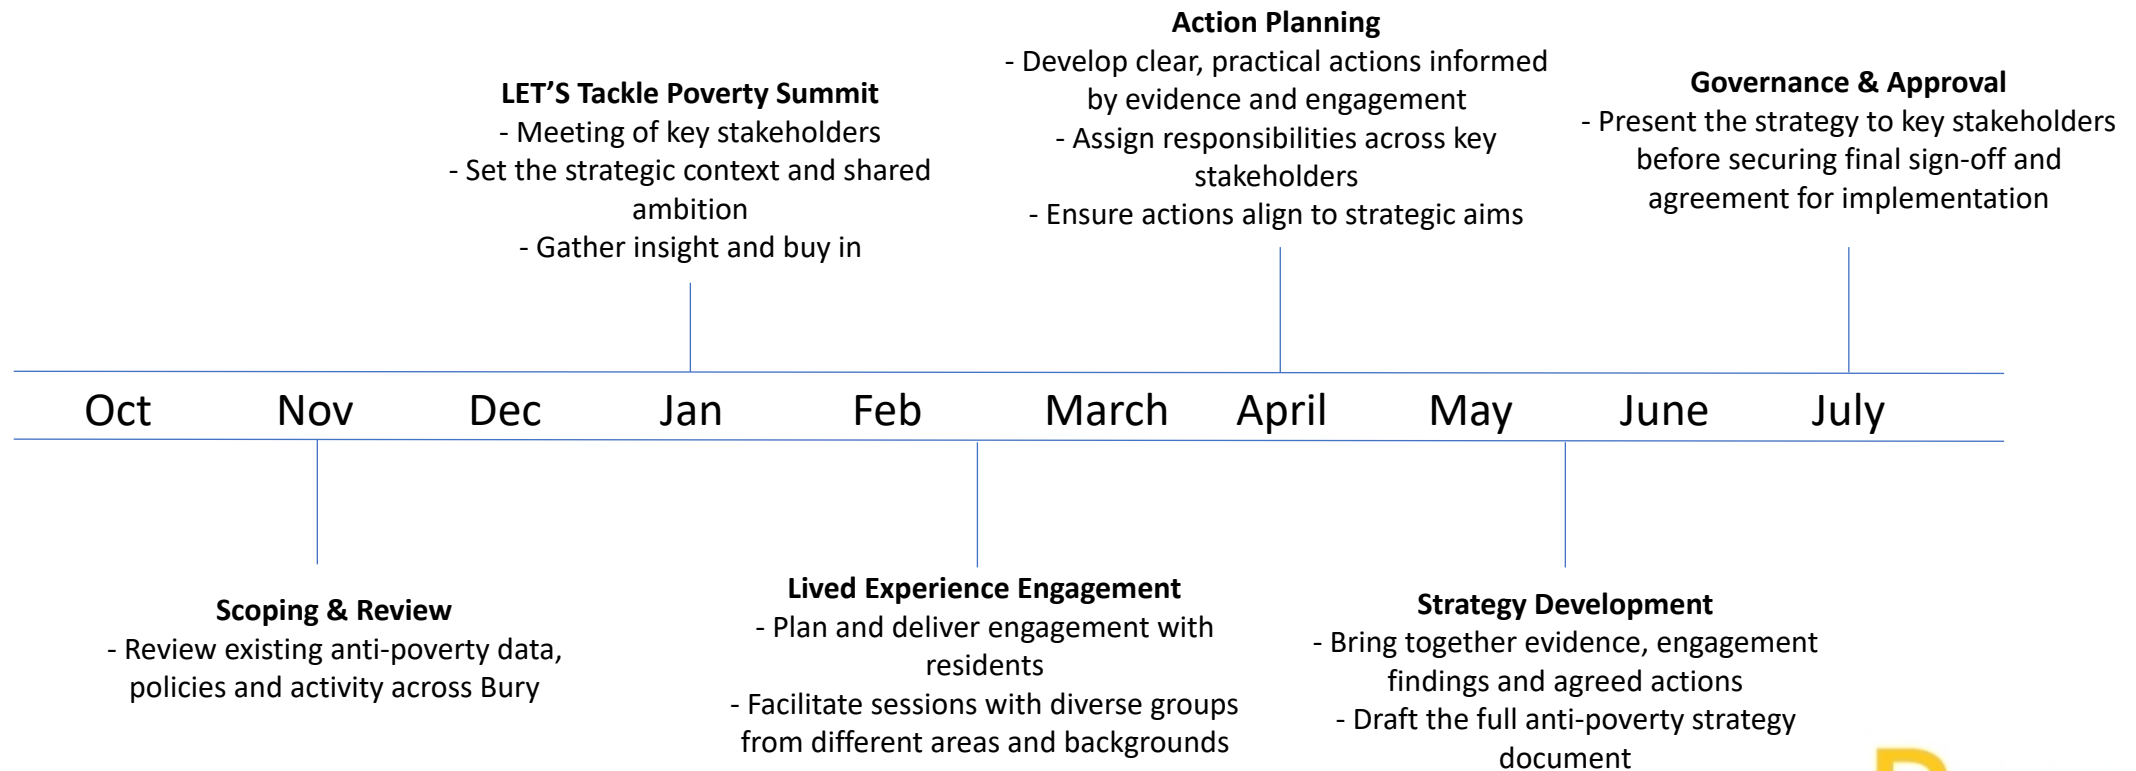 Action Planning
- Develop clear, practical actions informed
by evidence and engagement
- Assign responsibilities across key
stakeholders
- Ensure actions align to strategic aims
LET’S Tackle Poverty Summit
- Meeting of key stakeholders
- Set the strategic context and shared
ambition
- Gather insight and buy in
Governance & Approval
- Present the strategy to key stakeholders
before securing final sign-off and
agreement for implementation
Oct Nov Dec Jan Feb March April May June July
Scoping & Review
- Review existing anti-poverty data,
policies and activity across Bury
Lived Experience Engagement
- Plan and deliver engagement with
residents
- Facilitate sessions with diverse groups
from different areas and backgrounds
Strategy Development
- Bring together evidence, engagement
findings and agreed actions
- Draft the full anti-poverty strategy
document